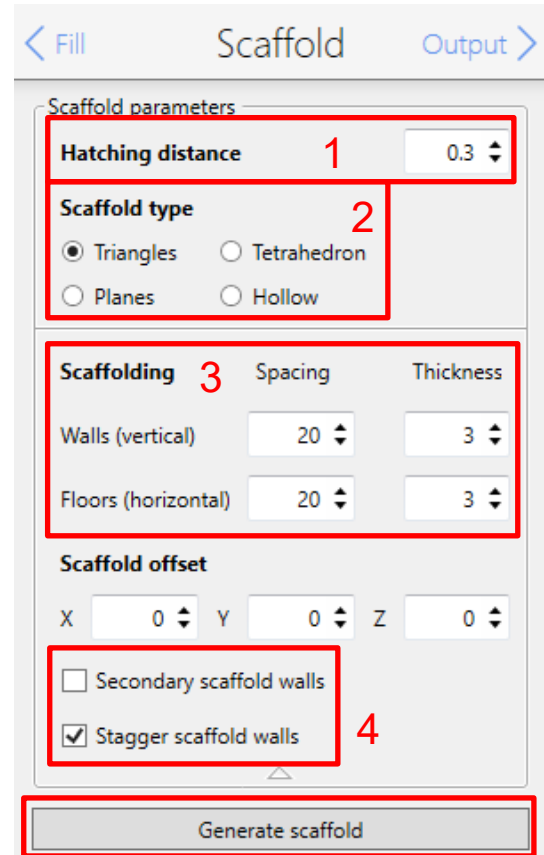 Fill Scaffold Output
Scaffold parameters
Hatching distance 1 0.3
Scaffold type 2
Triangles Tetrahedron
Planes Hollow
Scaffolding 3 Spacing Thickness
Walls (vertical) 20 3
Floors (horizontal) 20 3
Scaffold offset
X 0 Y 0 Z 0
Secondary scaffold walls
Stagger scaffold walls 4
Generate scaffold